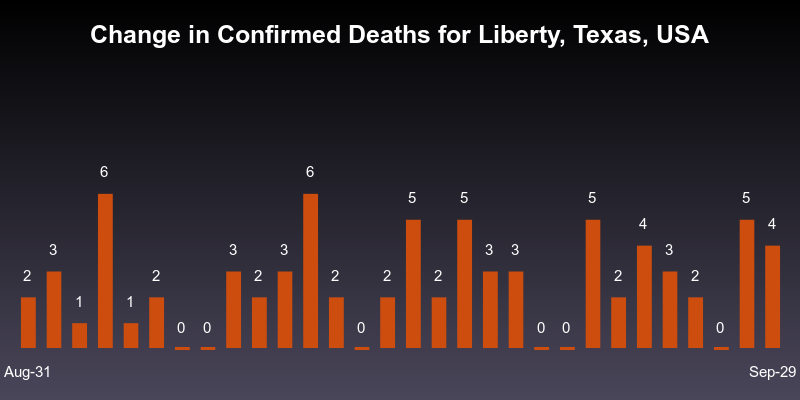 Change in Confirmed Deaths for Liberty, Texas, USA
2 3 1 6 1 2 0 0 3 2 3 6 2 0 2 5 2 5 3 3 0 0 5 2 4 3 2 0 5 4
Aug-31 Sep-29